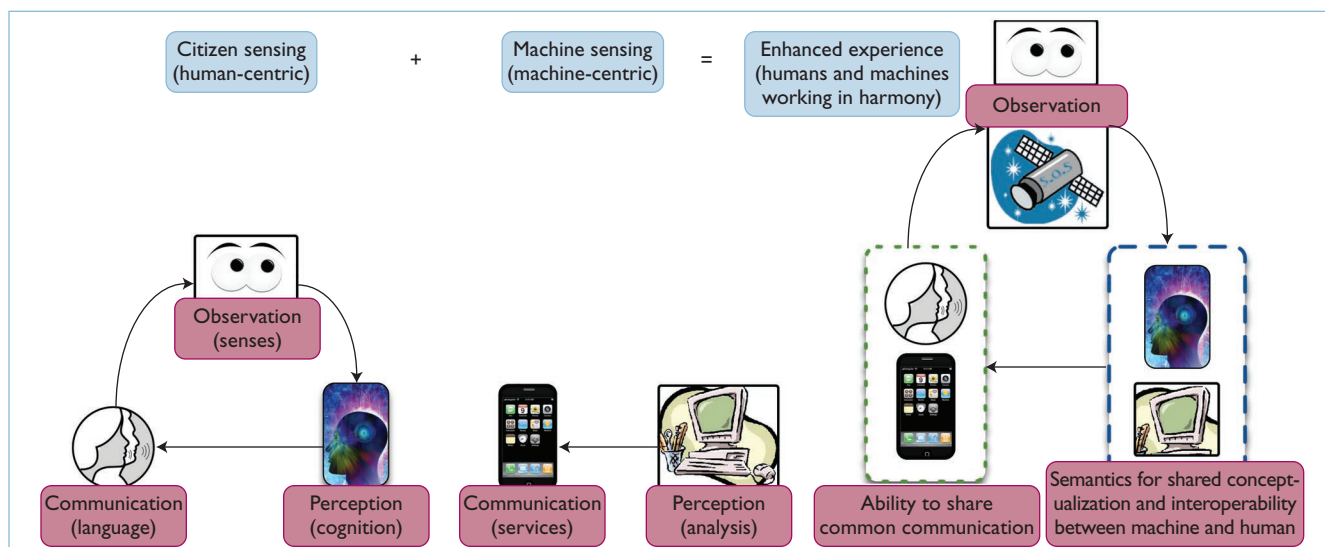 Citizen sensing
(human-centric)
+
Machine sensing
(machine-centric)
=
Enhanced experience
(humans and machines
working in harmony)
Observation
S.O.S
Observation
(senses)
Communication
(language)
Perception
(cognition)
Communication
(services)
Perception
(analysis)
Ability to share
common communication
Semantics for shared concept-
ualization and interoperability
between machine and human